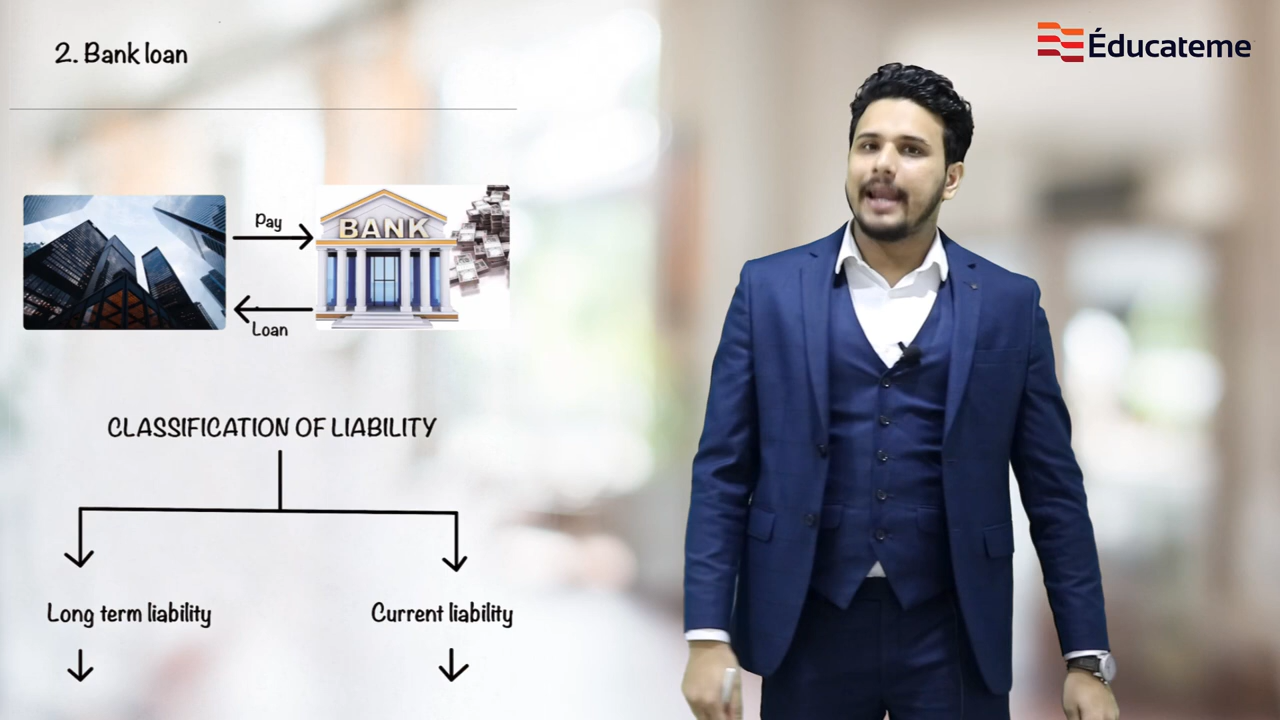 2. Bank loan
Éducateme
Pay
BANK
Loan
CLASSIFICATION OF LIABILITY
Long term liability
Current liability